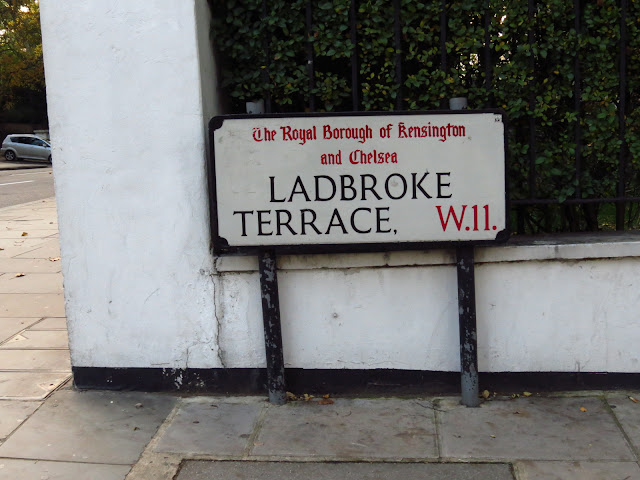 The Royal Borough of Kensington
and Chelsea
LADBROKE
TERRACE, W.11.